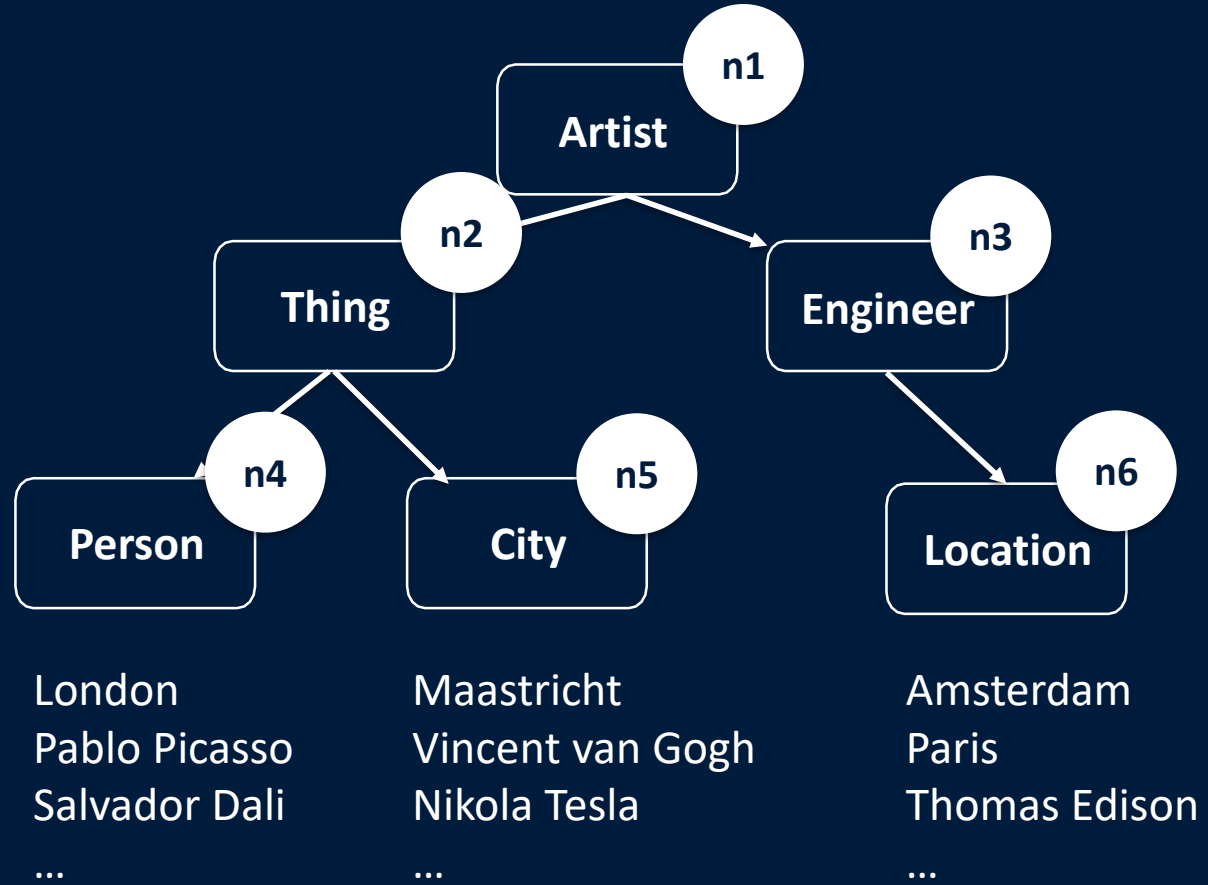 n1
Artist
n2
n3
Thing
Engineer
n4
n5
n6
Person
City
Location
London
Pablo Picasso
Salvador Dali
...
Maastricht
Vincent van Gogh
Nikola Tesla
...
Amsterdam
Paris
Thomas Edison
...